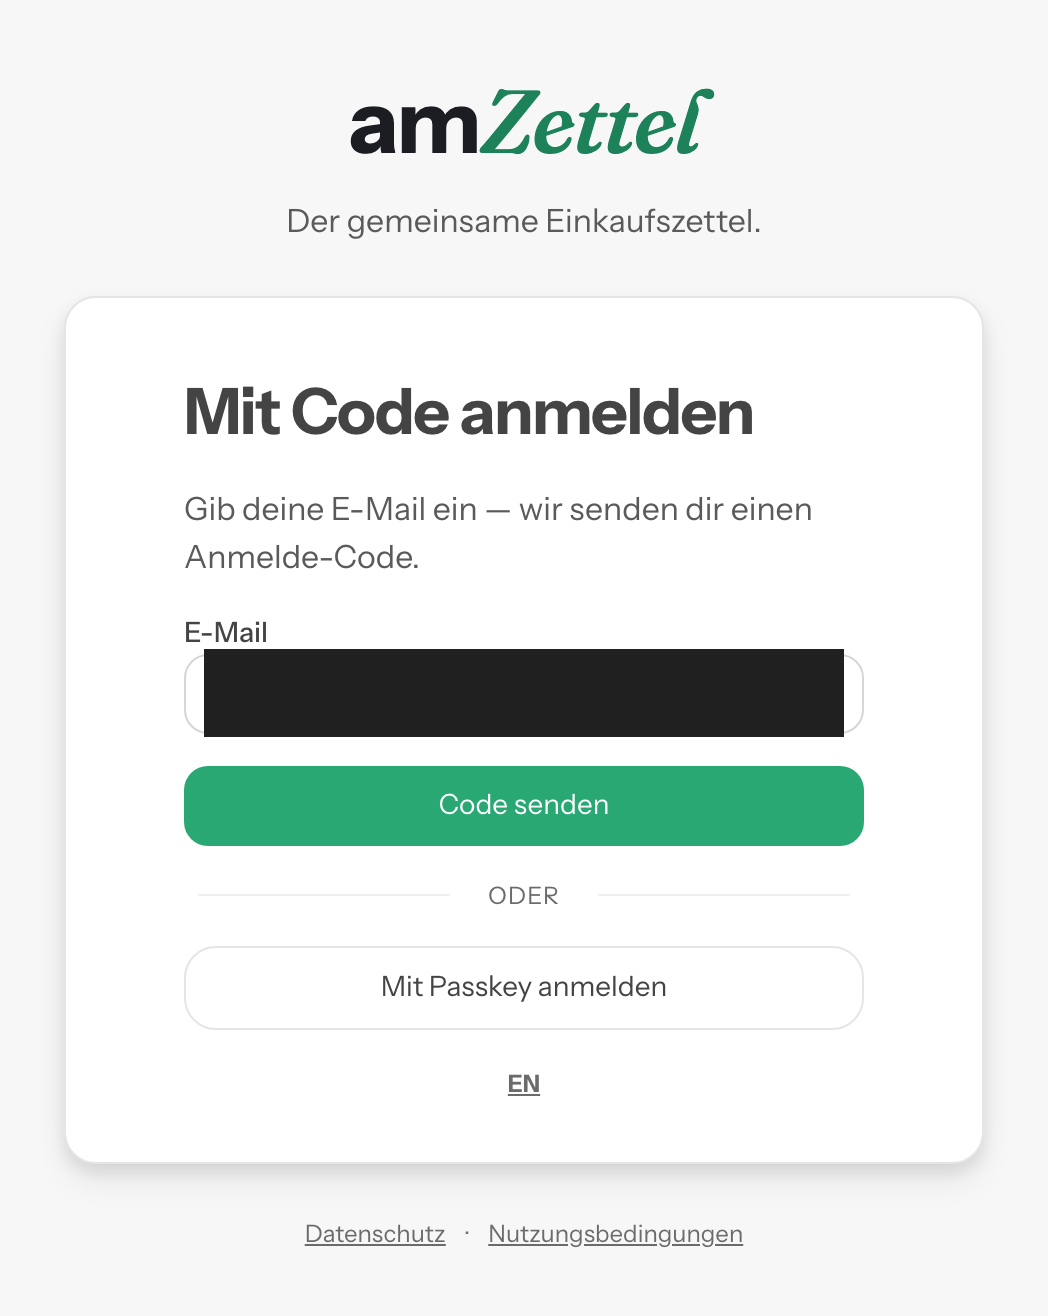 amZettel
Der gemeinsame Einkaufszettel.
Mit Code anmelden
Gib deine E-Mail ein — wir senden dir einen
Anmelde-Code.
E-Mail
Code senden
ODER
Mit Passkey anmelden
EN
Datenschutz · Nutzungsbedingungen